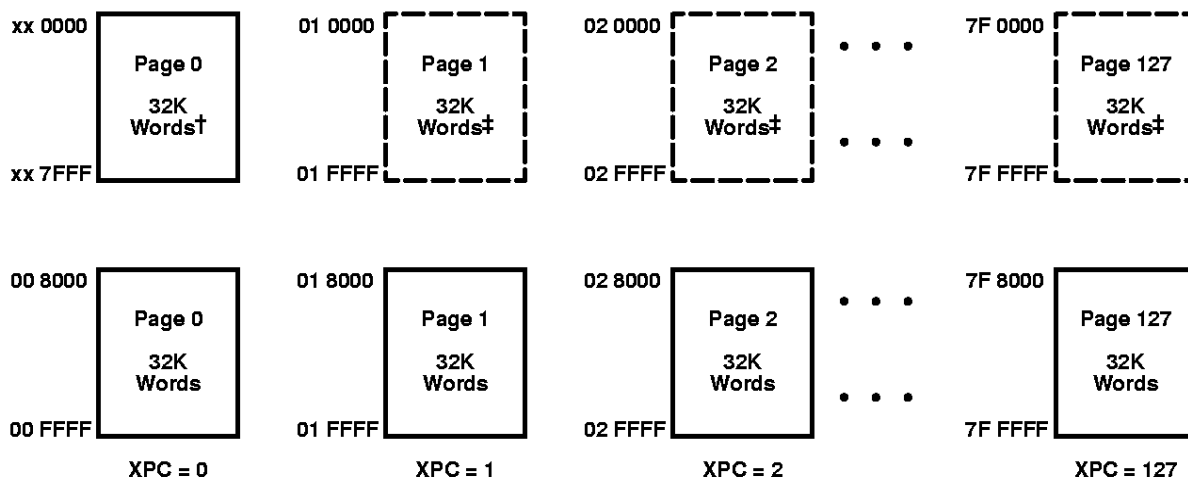 xx 0000
Page 0
32K
Words†
xx 7FFF
01 0000
Page 1
32K
Words‡
01 FFFF
02 0000
Page 2
32K
Words‡
02 FFFF
• • •
• • •
7F 0000
Page 127
32K
Words‡
7F FFFF
00 8000
Page 0
32K
Words
00 FFFF
XPC = 0
01 8000
Page 1
32K
Words
01 FFFF
XPC = 1
02 8000
Page 2
32K
Words
02 FFFF
XPC = 2
• • •
• • •
7F 8000
Page 127
32K
Words
7F FFFF
XPC = 127